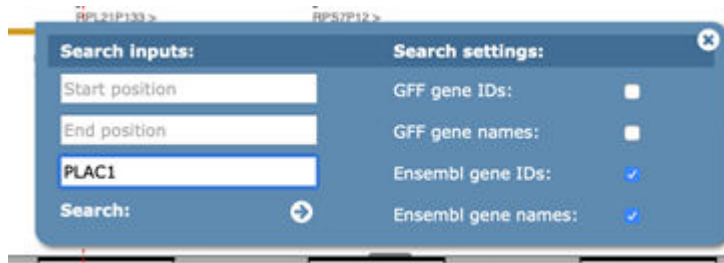 RPL21P133 > RPS7P12 >
Search inputs: Search settings:
Start position GFF gene IDs:
End position GFF gene names:
PLAC1 Ensembl gene IDs:
Search: Ensembl gene names: